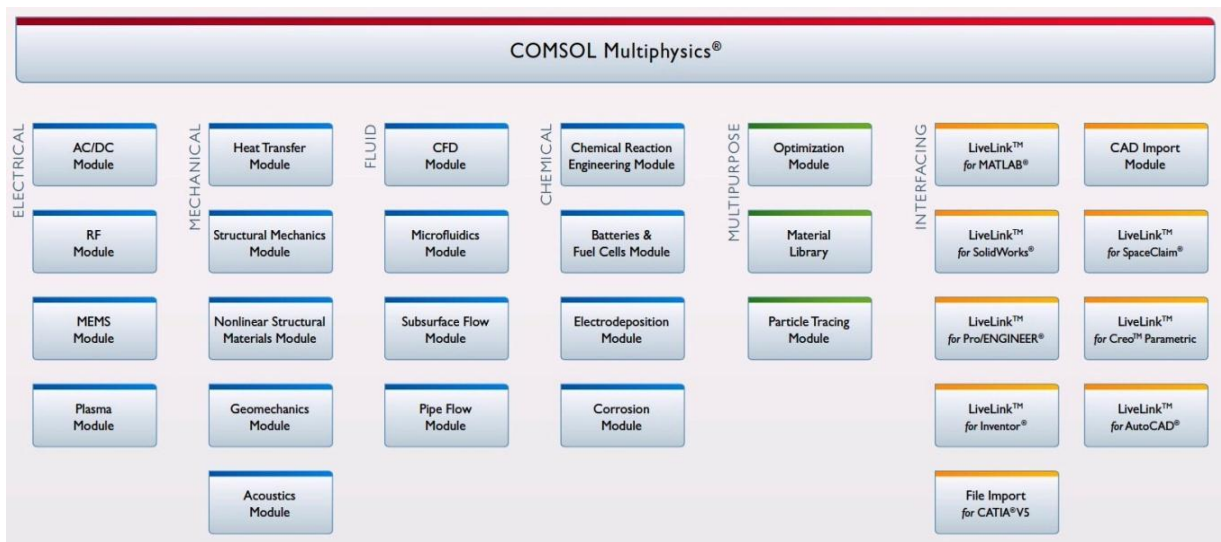 COMSOL Multiphysics®
ELECTRICAL
AC/DC
Module
RF
Module
MEMS
Module
Plasma
Module
MECHANICAL
Heat Transfer
Module
Structural Mechanics
Module
Nonlinear Structural
Materials Module
Geomechanics
Module
Acoustics
Module
FLUID
CFD
Module
Microfluidics
Module
Subsurface Flow
Module
Pipe Flow
Module
CHEMICAL
Chemical Reaction
Engineering Module
Batteries &
Fuel Cells Module
Electrodeposition
Module
Corrosion
Module
MULTIPURPOSE
Optimization
Module
Material
Library
Particle Tracing
Module
INTERFACING
LiveLink™
for MATLAB®
LiveLink™
for SolidWorks®
LiveLink™
for Pro/ENGINEER®
LiveLink™
for Inventor®
File Import
for CATIA®V5
CAD Import
Module
LiveLink™
for SpaceClaim®
LiveLink™
for Creo™ Parametric
LiveLink™
for AutoCAD®